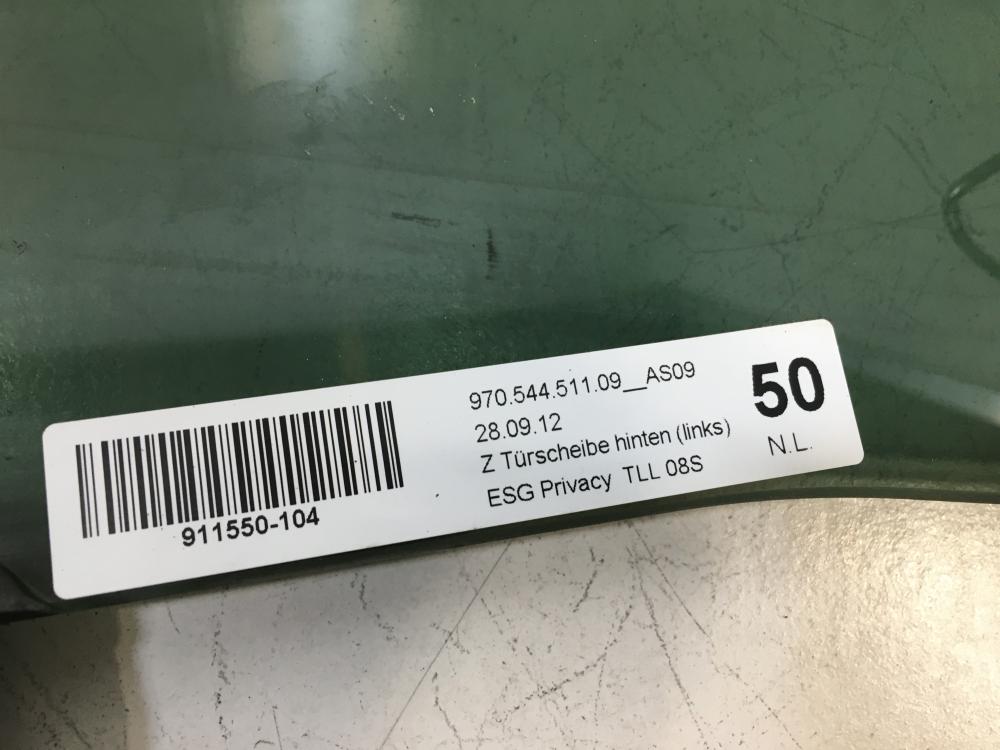 970.544.511.09__AS09
28.09.12
Z Türscheibe hinten (links)
ESG Privacy TLL 08S
50
N.L.
911550-104